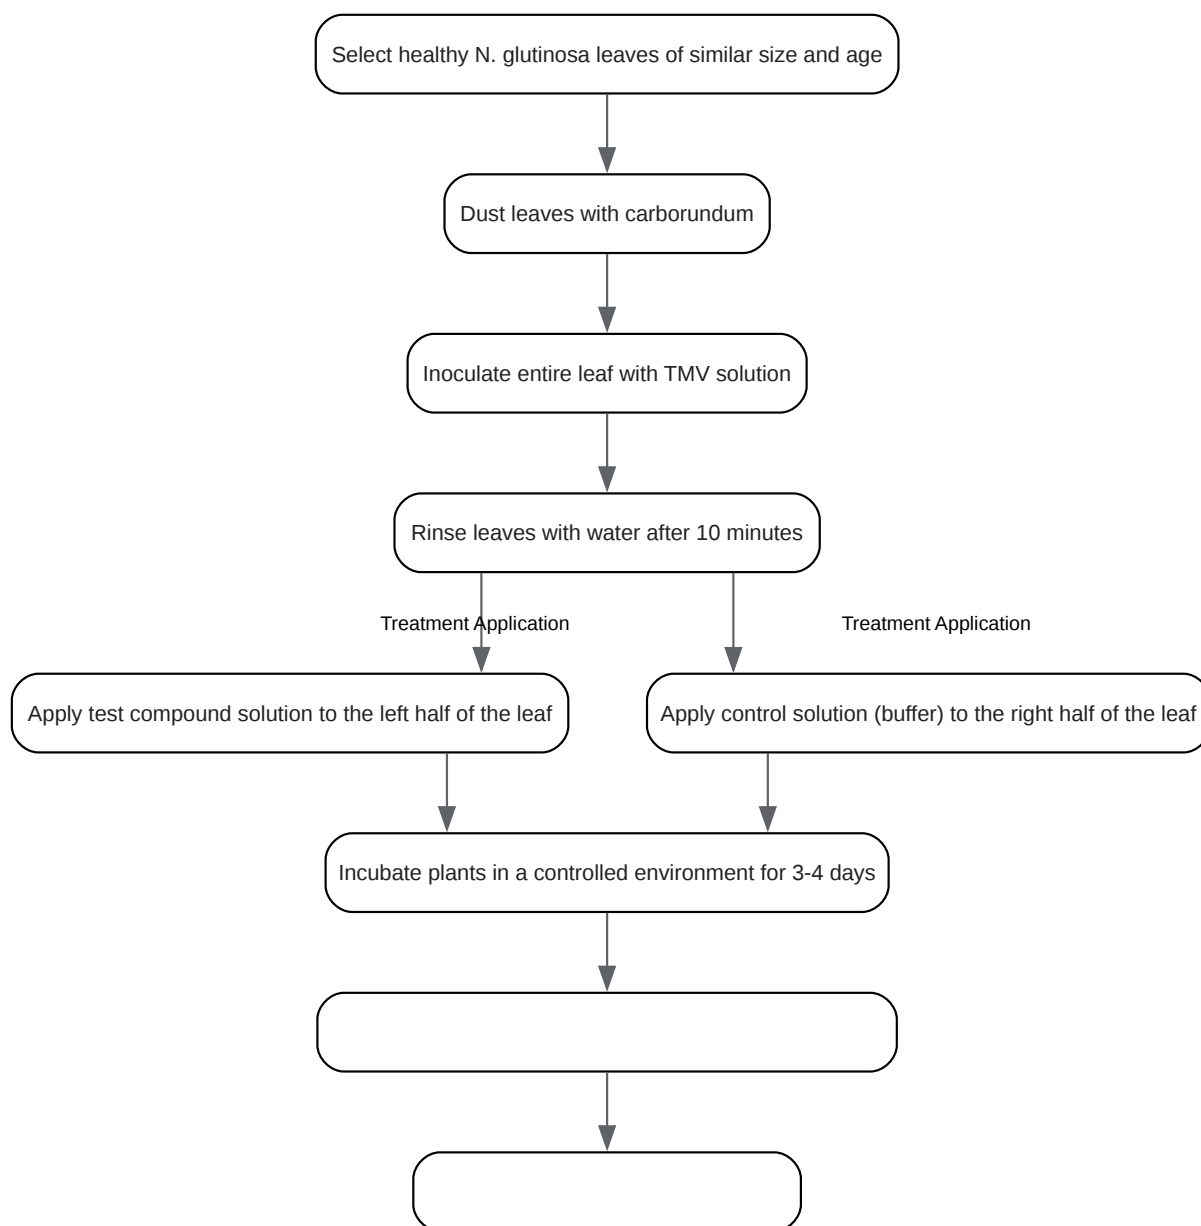 Select healthy N. glutinosa leaves of similar size and age
Dust leaves with carborundum
Inoculate entire leaf with TMV solution
Rinse leaves with water after 10 minutes
Treatment Application
Treatment Application
Apply test compound solution to the left half of the leaf
Apply control solution (buffer) to the right half of the leaf
Incubate plants in a controlled environment for 3-4 days